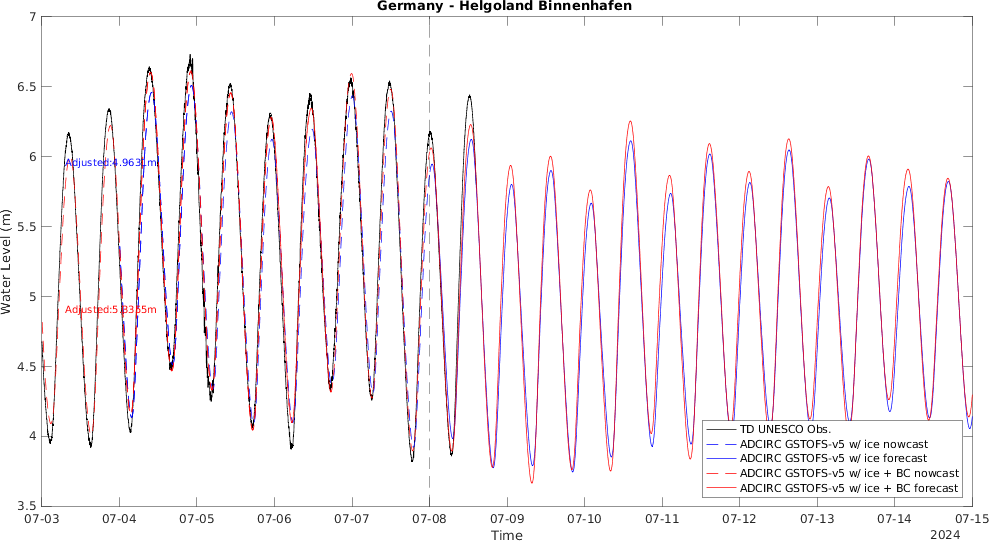 Germany - Helgoland Binnenhafen
7
6.5
6
5.5
5
4.5
4
3.5
Water Level (m)
Adjusted:4.9631m
Adjusted:5.3355m
TD UNESCO Obs.
ADCIRC GSTOFS-v5 w/ ice nowcast
ADCIRC GSTOFS-v5 w/ ice forecast
ADCIRC GSTOFS-v5 w/ ice + BC nowcast
ADCIRC GSTOFS-v5 w/ ice + BC forecast
07-03 07-04 07-05 07-06 07-07 07-08 07-09 07-10 07-11 07-12 07-13 07-14 07-15
Time
2024